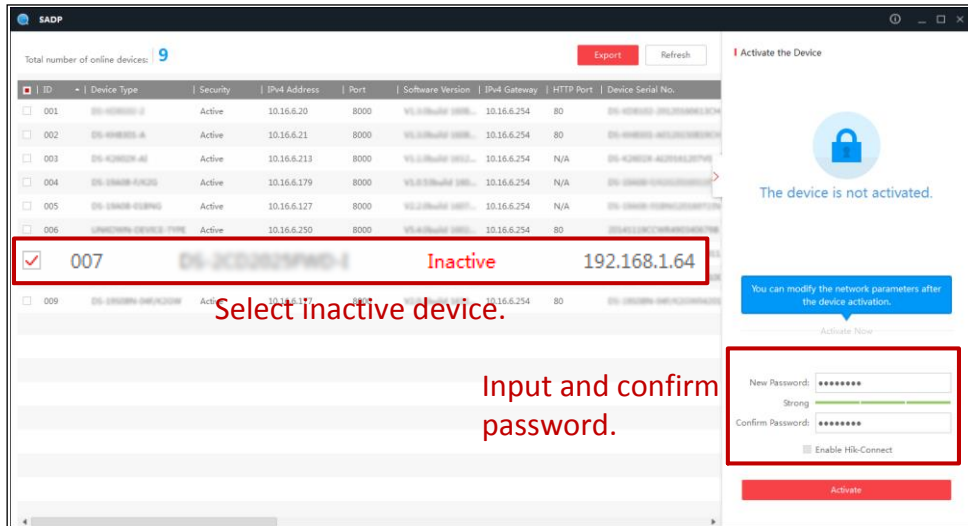 SADP
Total number of online devices: 9
Export
Refresh
ID
Device Type
Security
IPv4 Address
Port
Software Version
IPv4 Gateway
HTTP Port
Device Serial No.
001 Active 10.16.6.20 8000 10.16.6.254 80
002 Active 10.16.6.21 8000 10.16.6.254 80
003 Active 10.16.6.213 8000 10.16.6.254 N/A
004 Active 10.16.6.179 8000 10.16.6.254 N/A
005 Active 10.16.6.127 8000 10.16.6.254 N/A
006 Active 10.16.6.250 8000 10.16.6.254 80
007 Inactive 192.168.1.64
009 10.16.6.254 80
Select inactive device.
Input and confirm
password.
Activate the Device
The device is not activated.
You can modify the network parameters after
the device activation.
Activate Now
New Password: ••••••••
Strong
Confirm Password: ••••••••
Enable Hik-Connect
Activate